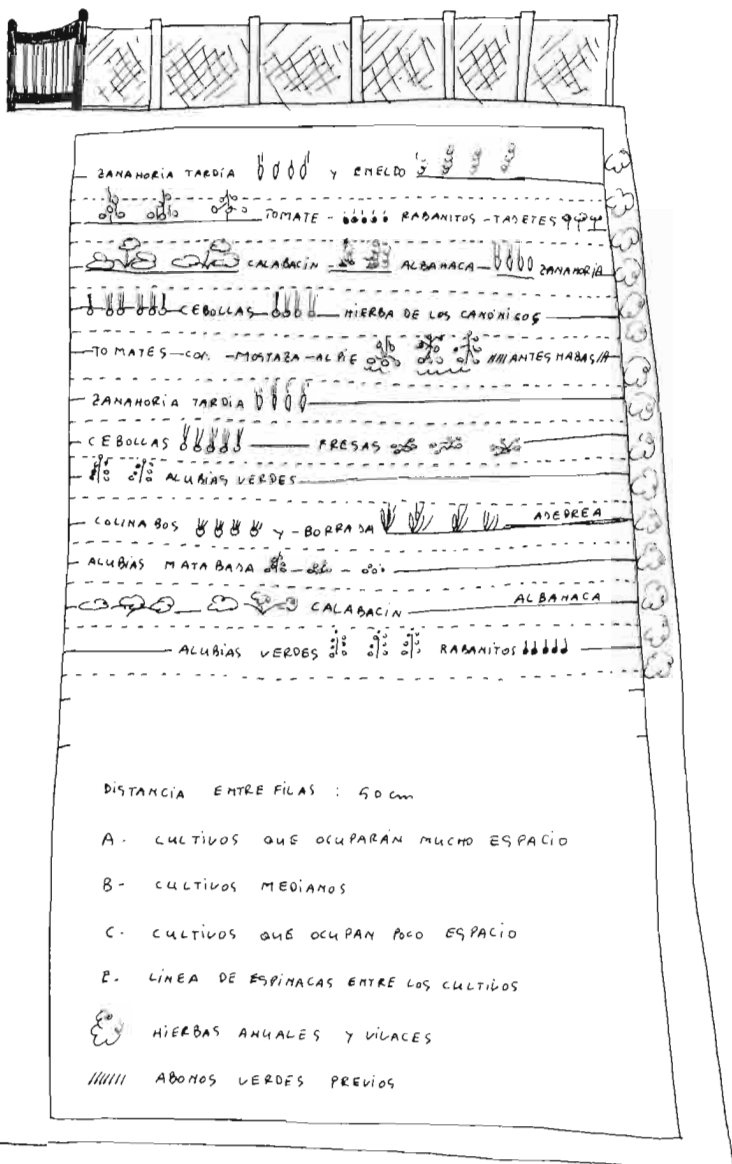 ZANAHORIA TARDÍA Y ENELDO
TOMATE - RABANITOS - TAGETES
CALABACÍN ALBAHACA - ZANAHORIA
CEBOLLAS HIERBA DE LOS CANÓNIGOS
TOMATES - CON - MOSTAZA - AL PIE ////ANTES HABAS//
ZANAHORIA TARDÍA
CEBOLLAS FRESAS
ALUBIAS VERDES
COLINABOS Y - BORRAJA AJEDREA
ALUBIAS MATA BAJA
CALABACÍN ALBAHACA
ALUBIAS VERDES RABANITOS
DISTANCIA ENTRE FILAS : 50 cm
A. CULTIVOS QUE OCUPARÁN MUCHO ESPACIO
B - CULTIVOS MEDIANOS
C. CULTIVOS QUE OCUPAN POCO ESPACIO
E. LÍNEA DE ESPINACAS ENTRE LOS CULTIVOS
HIERBAS ANUALES Y VIVACES
/////// ABONOS VERDES PREVIOS